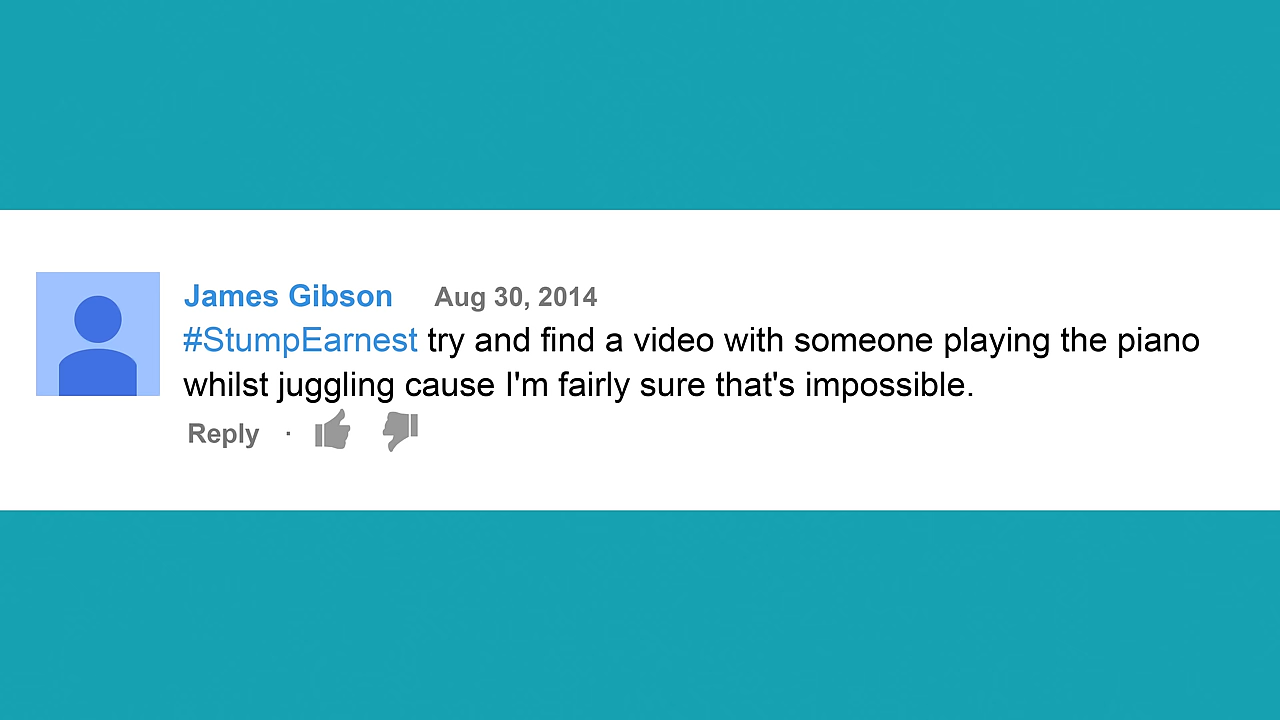 James Gibson Aug 30, 2014
#StumpEarnest try and find a video with someone playing the piano
whilst juggling cause I'm fairly sure that's impossible.
Reply ·